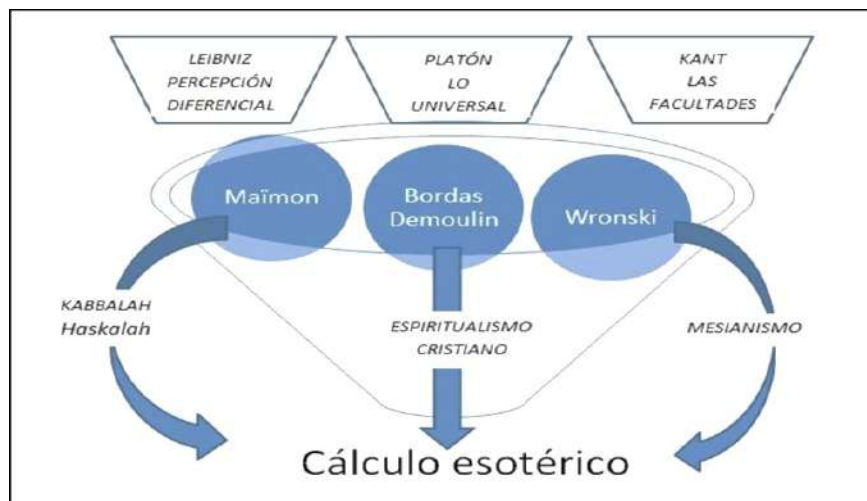 LEIBNIZ
PERCEPCIÓN
DIFERENCIAL
PLATÓN
LO
UNIVERSAL
KANT
LAS
FACULTADES
Maïmon
Bordas
Demoulin
Wronski
KABBALAH
Haskalah
ESPIRITUALISMO
CRISTIANO
MESIANISMO
Cálculo esotérico